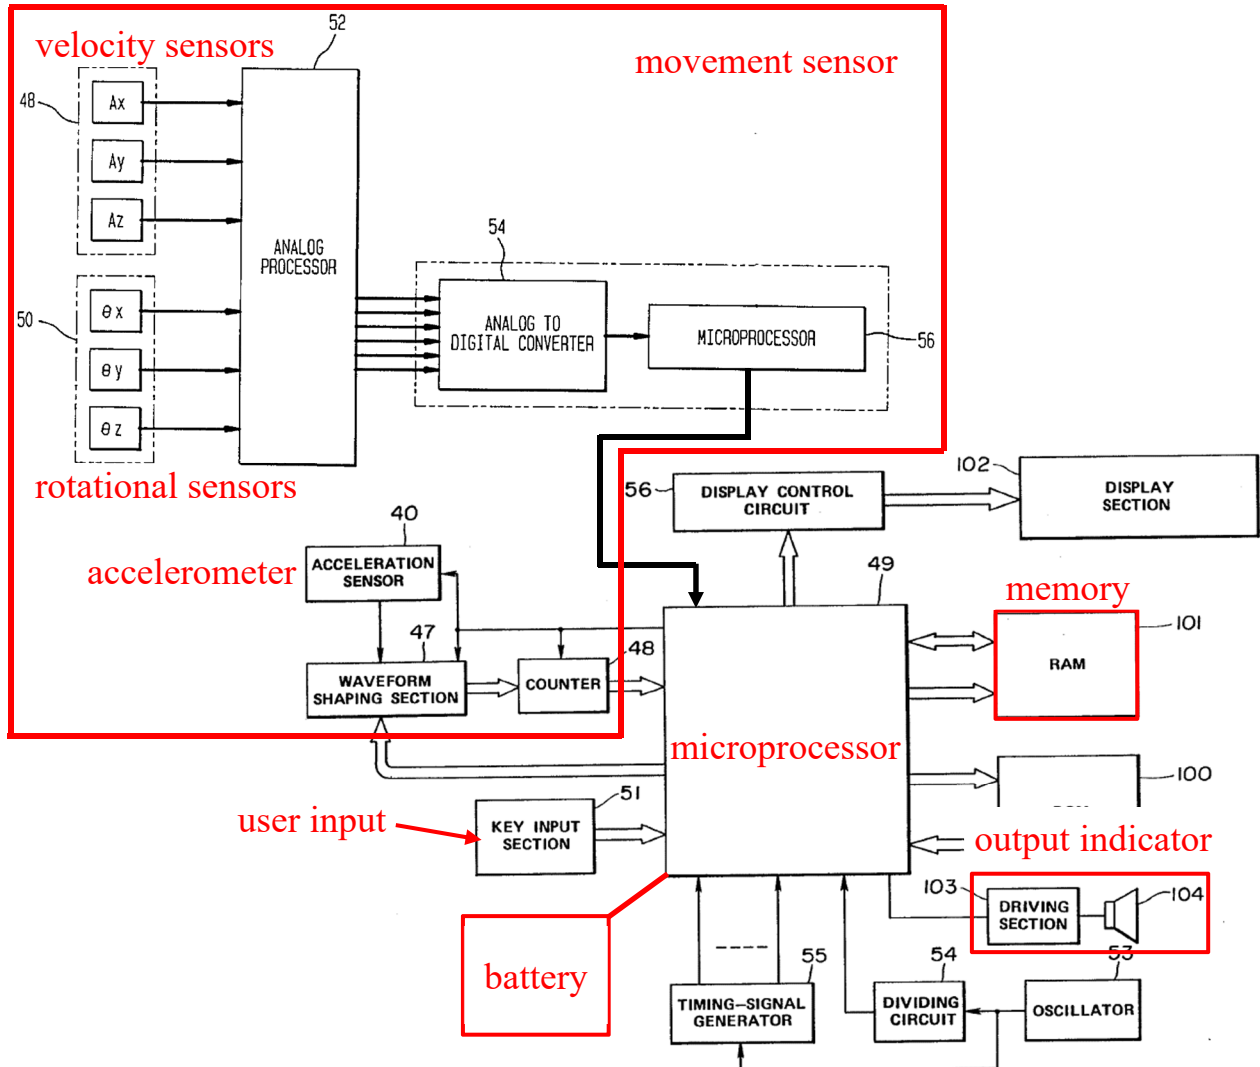 velocity sensors
52
movement sensor
48
Ax
Ay
Az
54
ANALOG
PROCESSOR
50
θx
θy
θz
ANALOG TO
DIGITAL CONVERTER
MICROPROCESSOR
56
rotational sensors
56
DISPLAY CONTROL
CIRCUIT
102
DISPLAY
SECTION
40
accelerometer
ACCELERATION
SENSOR
49
memory
47
48
101
WAVEFORM
SHAPING SECTION
COUNTER
RAM
microprocessor
100
51
user input
KEY INPUT
SECTION
output indicator
103
DRIVING
SECTION
104
battery
55
54
53
TIMING–SIGNAL
GENERATOR
DIVIDING
CIRCUIT
OSCILLATOR